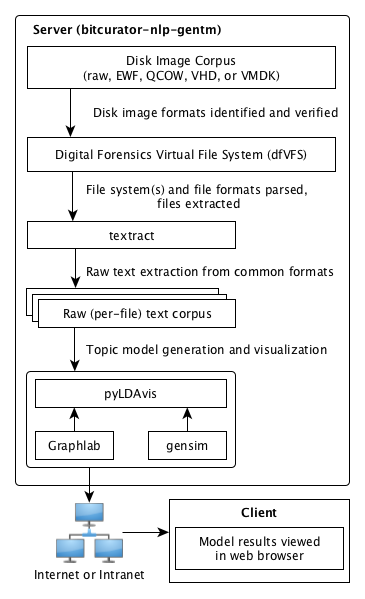 Server (bitcurator-nlp-gentm)
Disk Image Corpus
(raw, EWF, QCOW, VHD, or VMDK)
Disk image formats identified and verified
Digital Forensics Virtual File System (dfVFS)
File system(s) and file formats parsed,
files extracted
textract
Raw text extraction from common formats
Raw (per-file) text corpus
Topic model generation and visualization
pyLDAvis
Graphlab
gensim
Internet or Intranet
Client
Model results viewed
in web browser